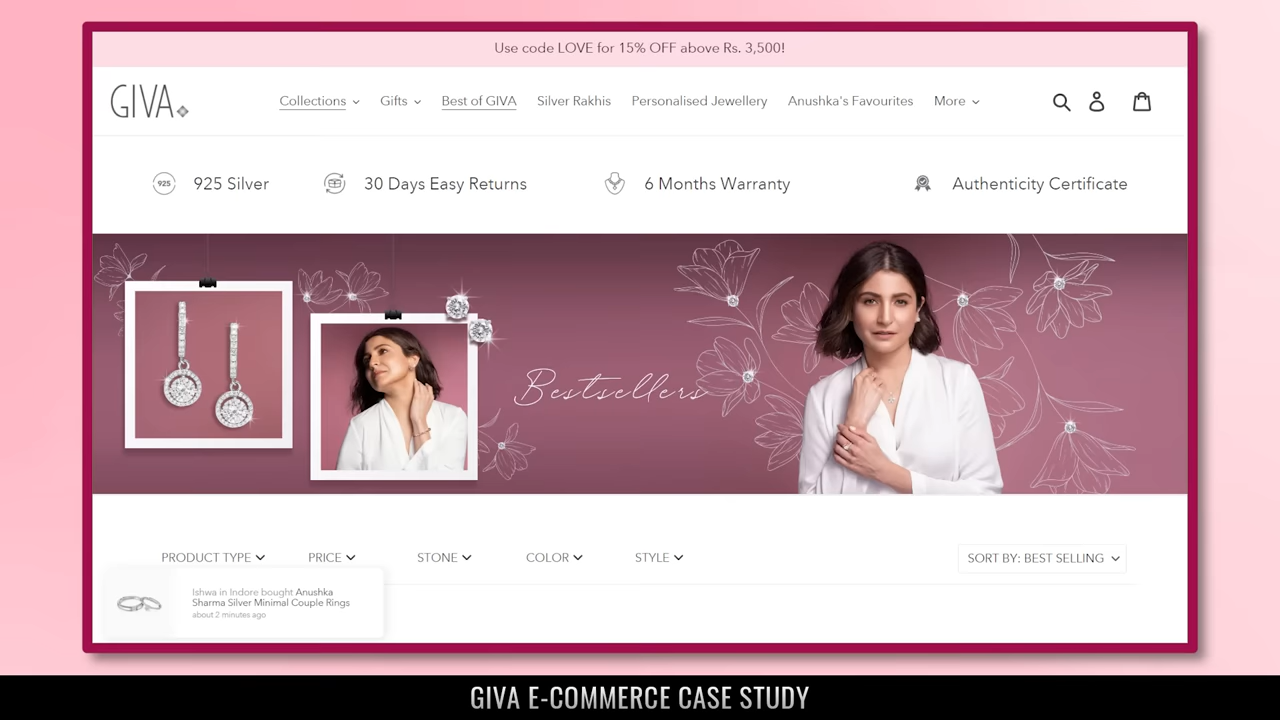 Use code LOVE for 15% OFF above Rs. 3,500!
GIVA
Collections Gifts Best of GIVA Silver Rakhis Personalised Jewellery Anushka's Favourites More
925 925 Silver 30 Days Easy Returns 6 Months Warranty Authenticity Certificate
Bestsellers
PRODUCT TYPE PRICE STONE COLOR STYLE SORT BY: BEST SELLING
Ishwa in Indore bought Anushka
Sharma Silver Minimal Couple Rings
about 2 minutes ago
GIVA E-COMMERCE CASE STUDY